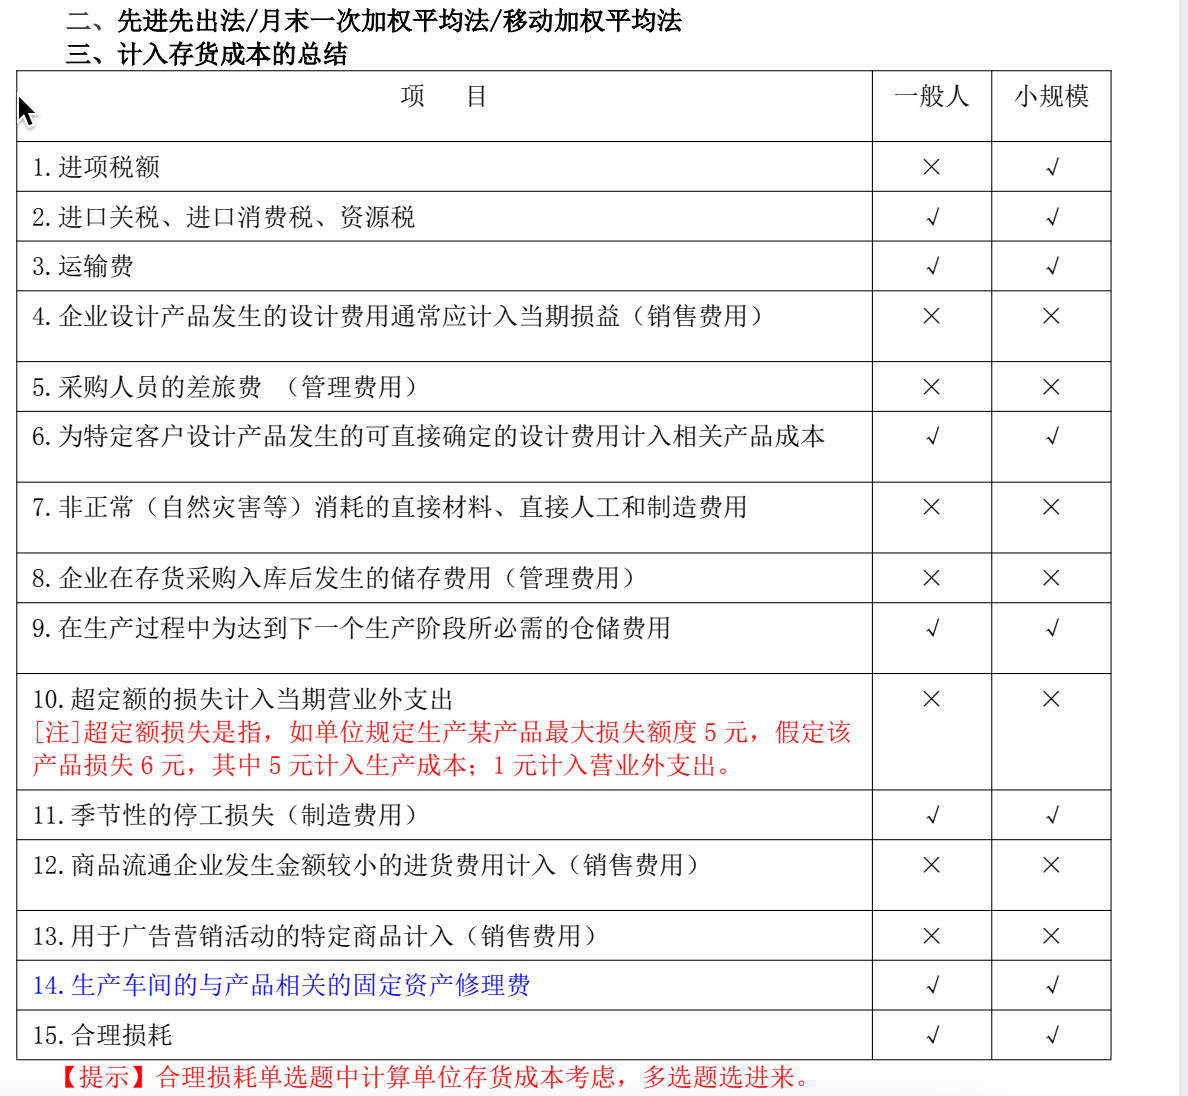 二、先进先出法/月末一次加权平均法/移动加权平均法
三、计入存货成本的总结
项 目 一般人 小规模
1.进项税额 × √
2.进口关税、进口消费税、资源税 √ √
3.运输费 √ √
4.企业设计产品发生的设计费用通常应计入当期损益（销售费用） × ×
5.采购人员的差旅费 （管理费用） × ×
6.为特定客户设计产品发生的可直接确定的设计费用计入相关产品成本 √ √
7.非正常（自然灾害等）消耗的直接材料、直接人工和制造费用 × ×
8.企业在存货采购入库后发生的储存费用（管理费用） × ×
9.在生产过程中为达到下一个生产阶段所必需的仓储费用 √ √
10.超定额的损失计入当期营业外支出 × ×
[注]超定额损失是指，如单位规定生产某产品最大损失额度 5 元，假定该
产品损失 6 元，其中 5 元计入生产成本；1 元计入营业外支出。
11.季节性的停工损失（制造费用） √ √
12.商品流通企业发生金额较小的进货费用计入（销售费用） × ×
13.用于广告营销活动的特定商品计入（销售费用） × ×
14.生产车间的与产品相关的固定资产修理费 √ √
15.合理损耗 √ √
【提示】合理损耗单选题中计算单位存货成本考虑，多选题选进来。